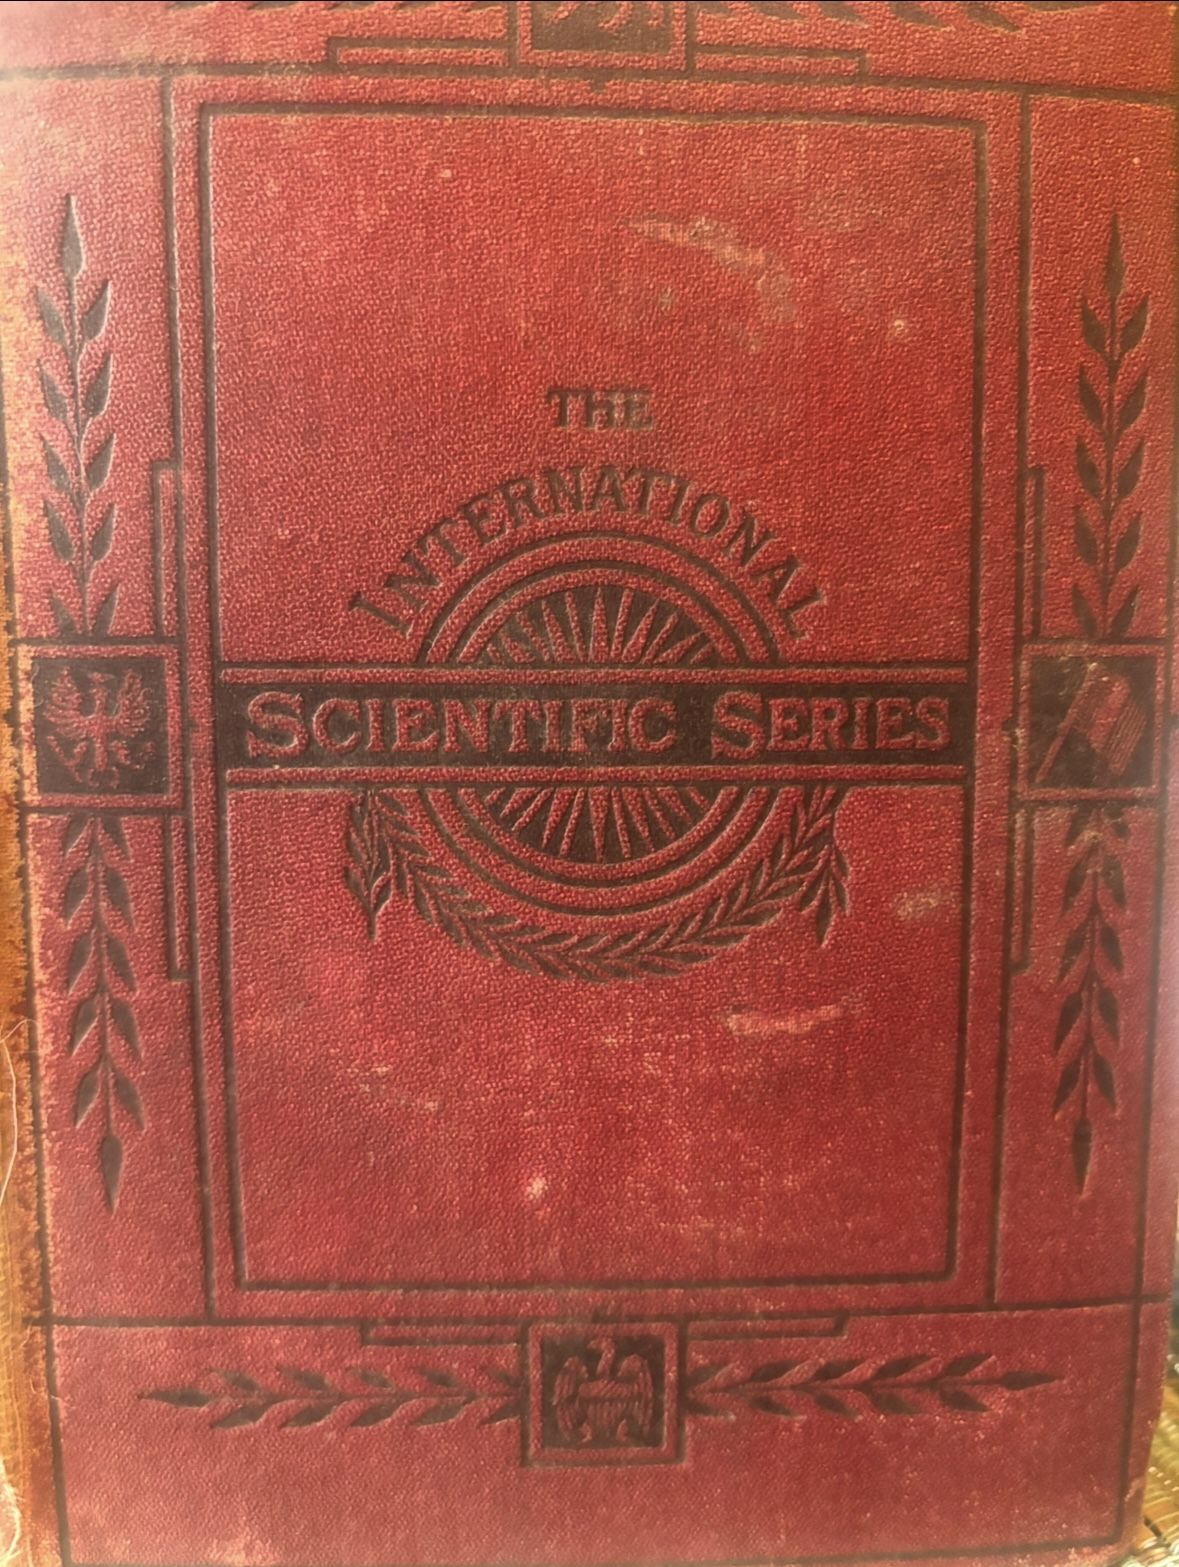 THE
INTERNATIONAL
SCIENTIFIC SERIES